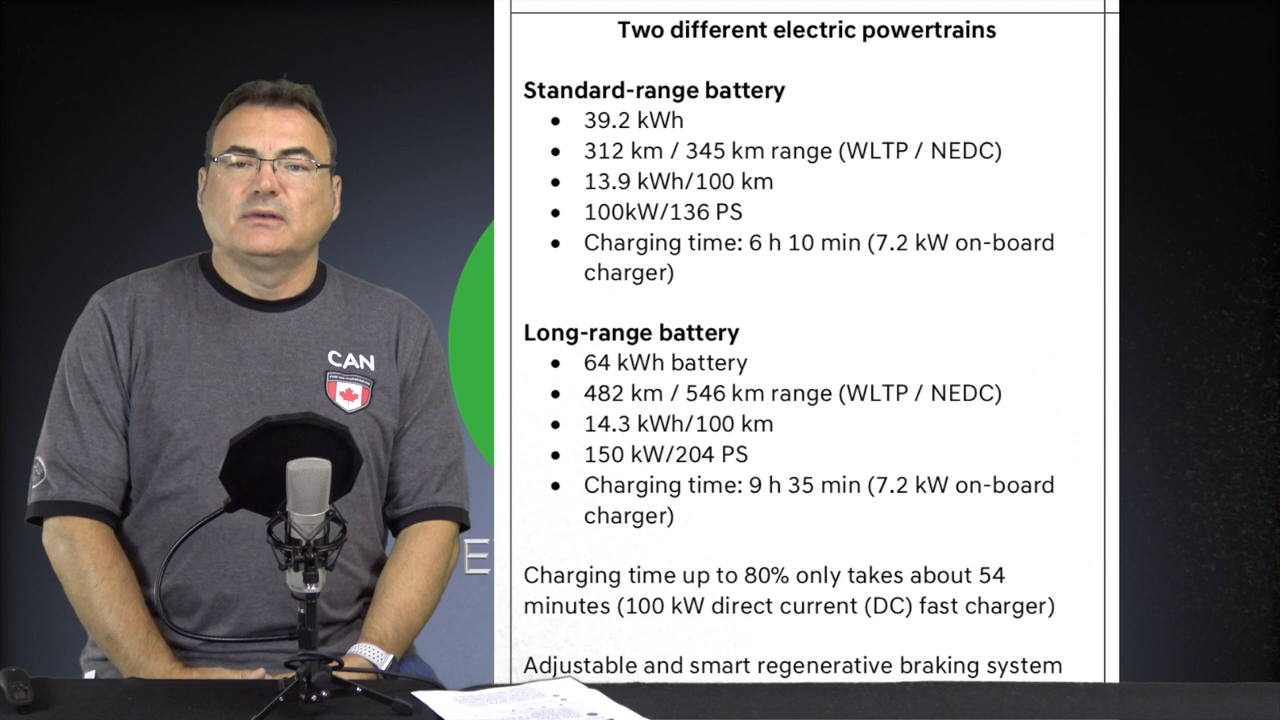 Two different electric powertrains
Standard-range battery
• 39.2 kWh
• 312 km / 345 km range (WLTP / NEDC)
• 13.9 kWh/100 km
• 100kW/136 PS
• Charging time: 6 h 10 min (7.2 kW on-board
charger)
Long-range battery
• 64 kWh battery
• 482 km / 546 km range (WLTP / NEDC)
• 14.3 kWh/100 km
• 150 kW/204 PS
• Charging time: 9 h 35 min (7.2 kW on-board
charger)
Charging time up to 80% only takes about 54
minutes (100 kW direct current (DC) fast charger)
Adjustable and smart regenerative braking system
CAN
E